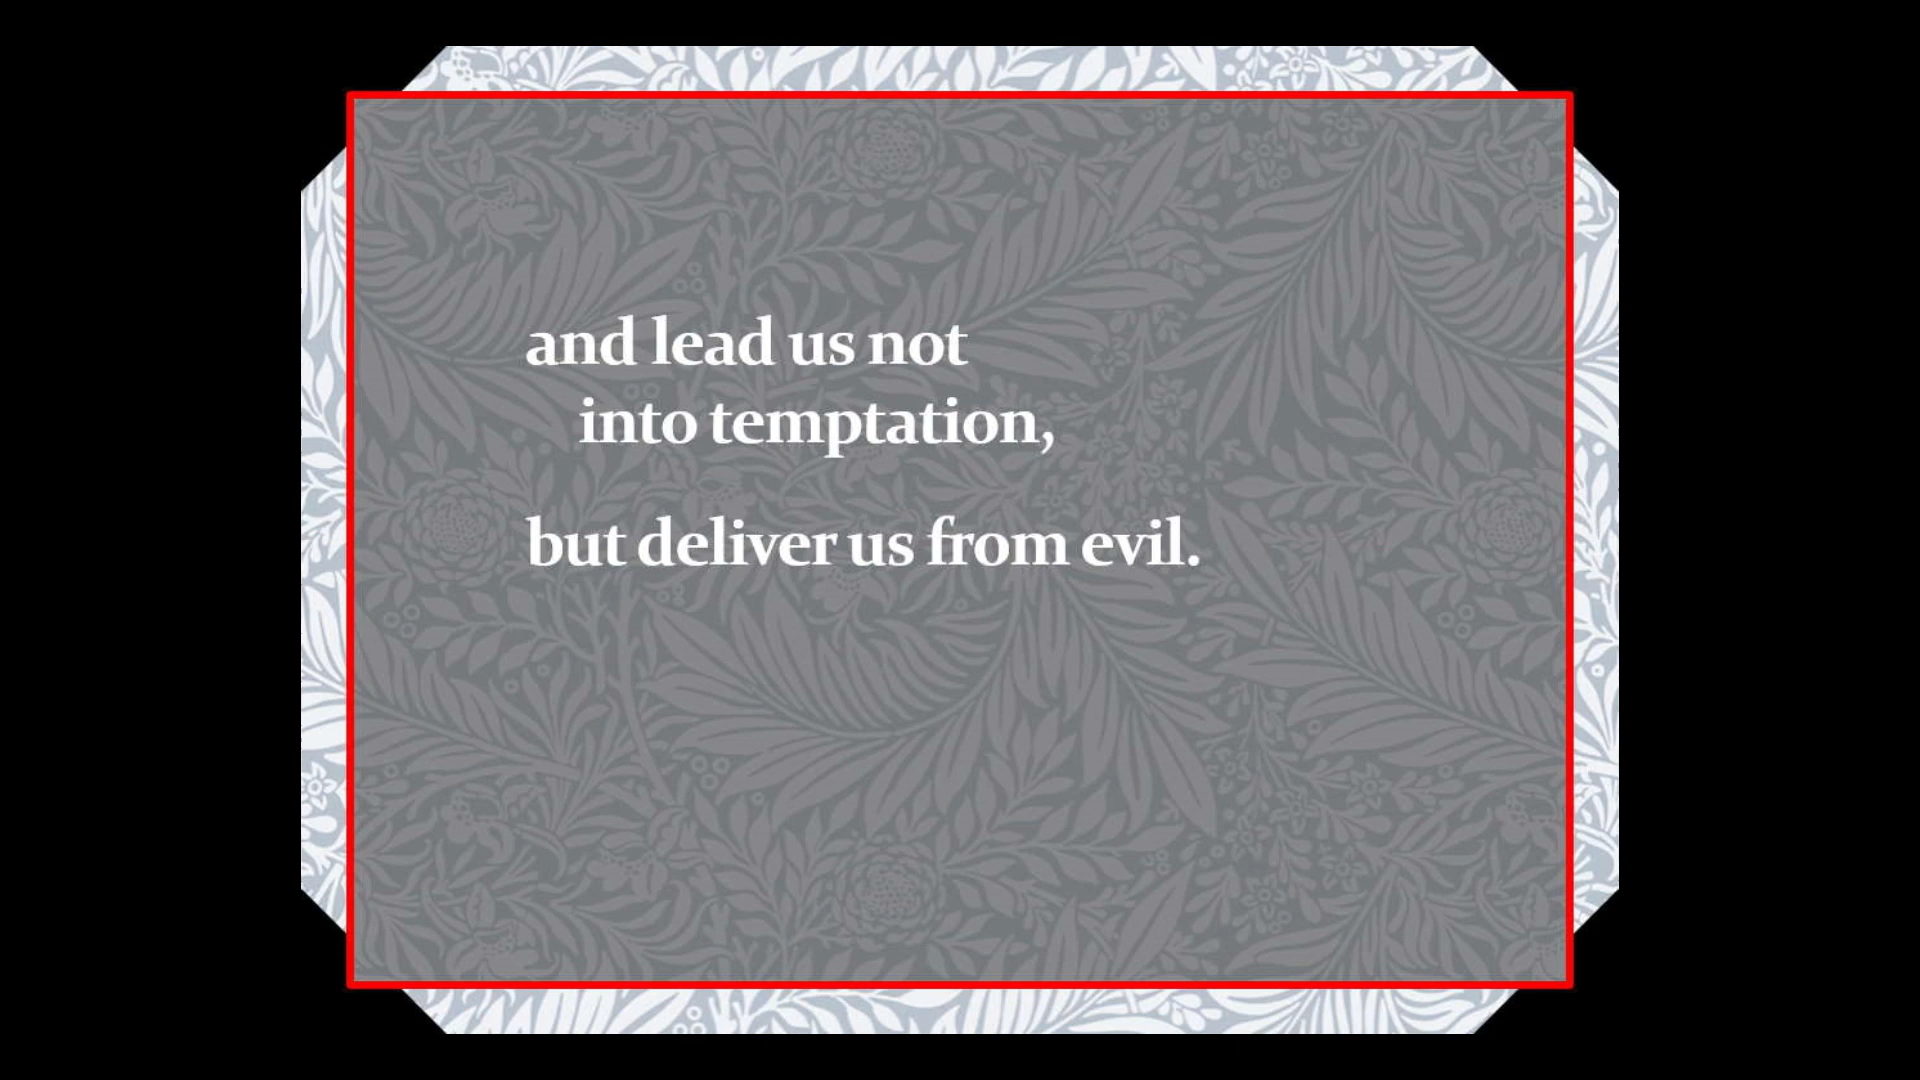 and lead us not
into temptation,
but deliver us from evil.